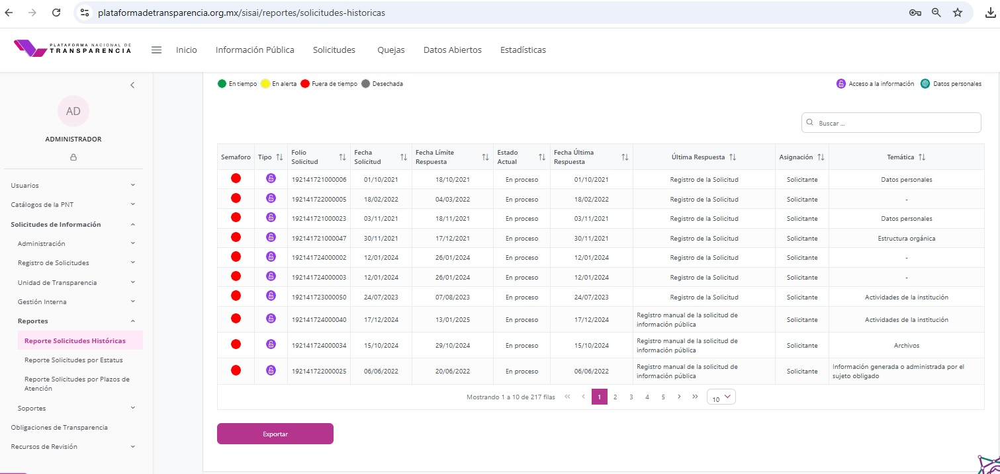 plataformadetransparencia.org.mx/sisai/reportes/solicitudes-historicas
PLATAFORMA NACIONAL DE
TRANSPARENCIA
Inicio Información Pública Solicitudes Quejas Datos Abiertos Estadísticas
AD
ADMINISTRADOR
Usuarios
Catálogos de la PNT
Solicitudes de Información
Administración
Registro de Solicitudes
Unidad de Transparencia
Gestión Interna
Reportes
Reporte Solicitudes Históricas
Reporte Solicitudes por Estatus
Reporte Solicitudes por Plazos de
Atención
Soportes
Obligaciones de Transparencia
Recursos de Revisión
En tiempo En alerta Fuera de tiempo Desechada Acceso a la información Datos personales
Buscar ...
Semaforo Tipo Folio Solicitud Fecha Solicitud Fecha Límite Respuesta Estado Actual Fecha Última Respuesta Última Respuesta Asignación Temática
192141721000006 01/10/2021 18/10/2021 En proceso 01/10/2021 Registro de la Solicitud Solicitante Datos personales
192141722000005 18/02/2022 04/03/2022 En proceso 18/02/2022 Registro de la Solicitud Solicitante -
192141721000023 03/11/2021 18/11/2021 En proceso 03/11/2021 Registro de la Solicitud Solicitante Datos personales
192141721000047 30/11/2021 17/12/2021 En proceso 30/11/2021 Registro de la Solicitud Solicitante Estructura orgánica
192141724000002 12/01/2024 26/01/2024 En proceso 12/01/2024 Registro de la Solicitud Solicitante -
192141724000003 12/01/2024 26/01/2024 En proceso 12/01/2024 Registro de la Solicitud Solicitante -
192141723000050 24/07/2023 07/08/2023 En proceso 24/07/2023 Registro de la Solicitud Solicitante Actividades de la institución
192141724000040 17/12/2024 13/01/2025 En proceso 17/12/2024 Registro manual de la solicitud de información pública Solicitante Actividades de la institución
192141724000034 15/10/2024 29/10/2024 En proceso 15/10/2024 Registro manual de la solicitud de información pública Solicitante Archivos
192141722000025 06/06/2022 20/06/2022 En proceso 06/06/2022 Registro manual de la solicitud de información pública Solicitante Información generada o administrada por el sujeto obligado
Mostrando 1 a 10 de 217 filas 1 2 3 4 5 10
Exportar